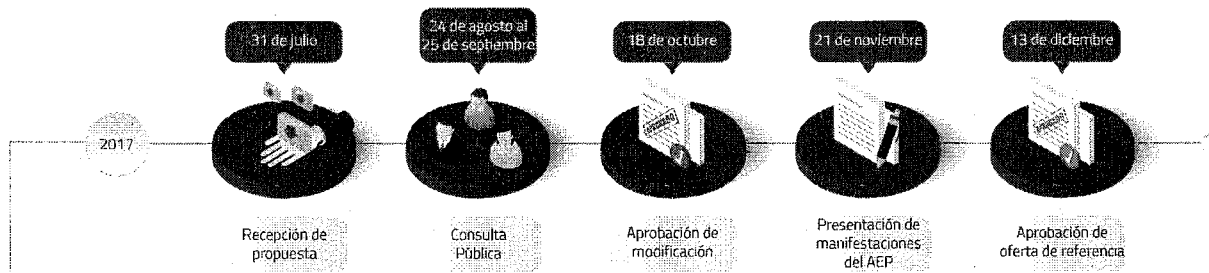 31 de julio
24 de agosto al
25 de septiembre
18 de octubre
21 de noviembre
13 de diciembre
2017
Recepción de
propuesta
Consulta
Pública
Aprobación de
modificación
Presentación de
manifestaciones
del AEP
Aprobación de
oferta de referencia